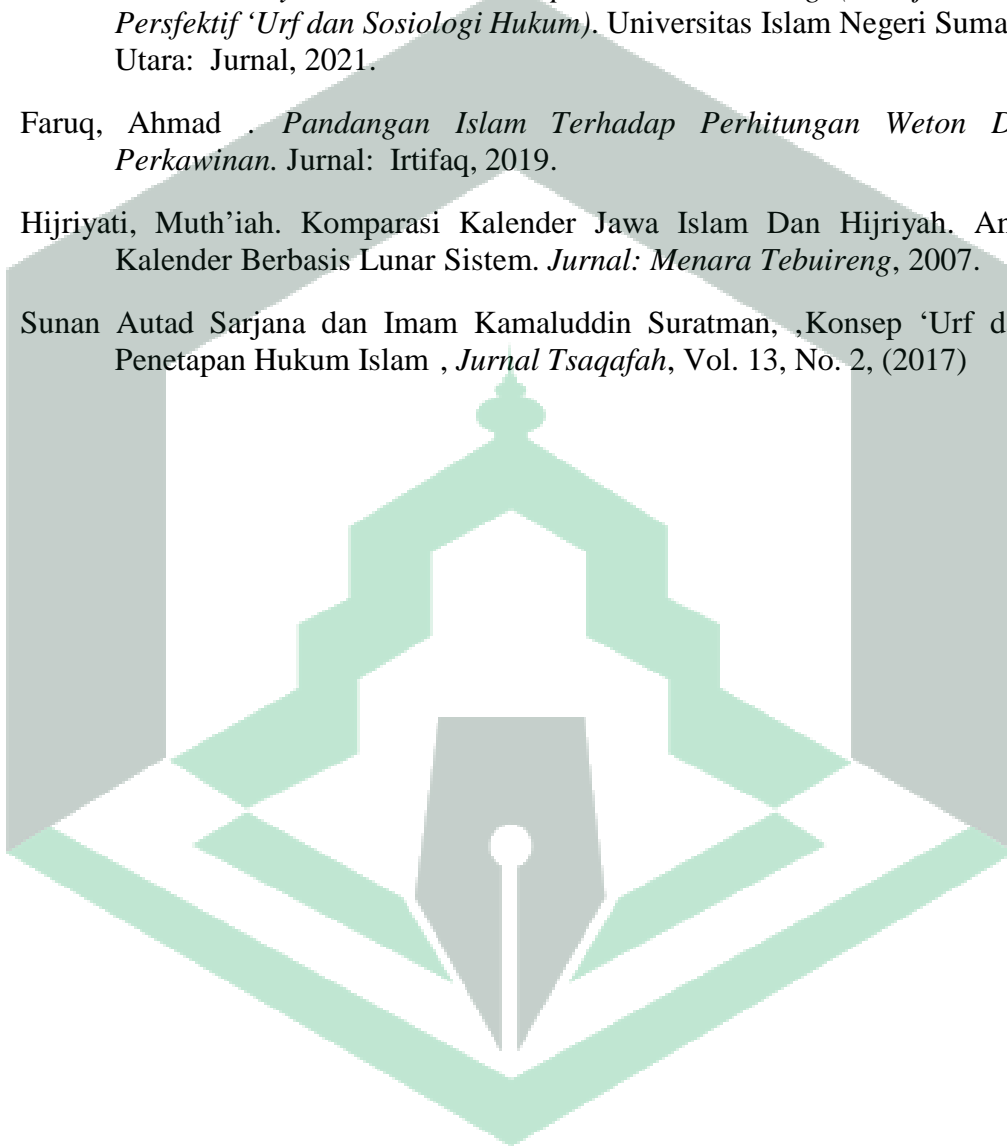 Persfektif ‘Urf dan Sosiologi Hukum). Universitas Islam Negeri Suma
Utara: Jurnal, 2021.
Faruq, Ahmad . Pandangan Islam Terhadap Perhitungan Weton D
Perkawinan. Jurnal: Irtifaq, 2019.
Hijriyati, Muth’iah. Komparasi Kalender Jawa Islam Dan Hijriyah. An
Kalender Berbasis Lunar Sistem. Jurnal: Menara Tebuireng, 2007.
Sunan Autad Sarjana dan Imam Kamaluddin Suratman, ‚Konsep ‘Urf d
Penetapan Hukum Islam , Jurnal Tsaqafah, Vol. 13, No. 2, (2017)